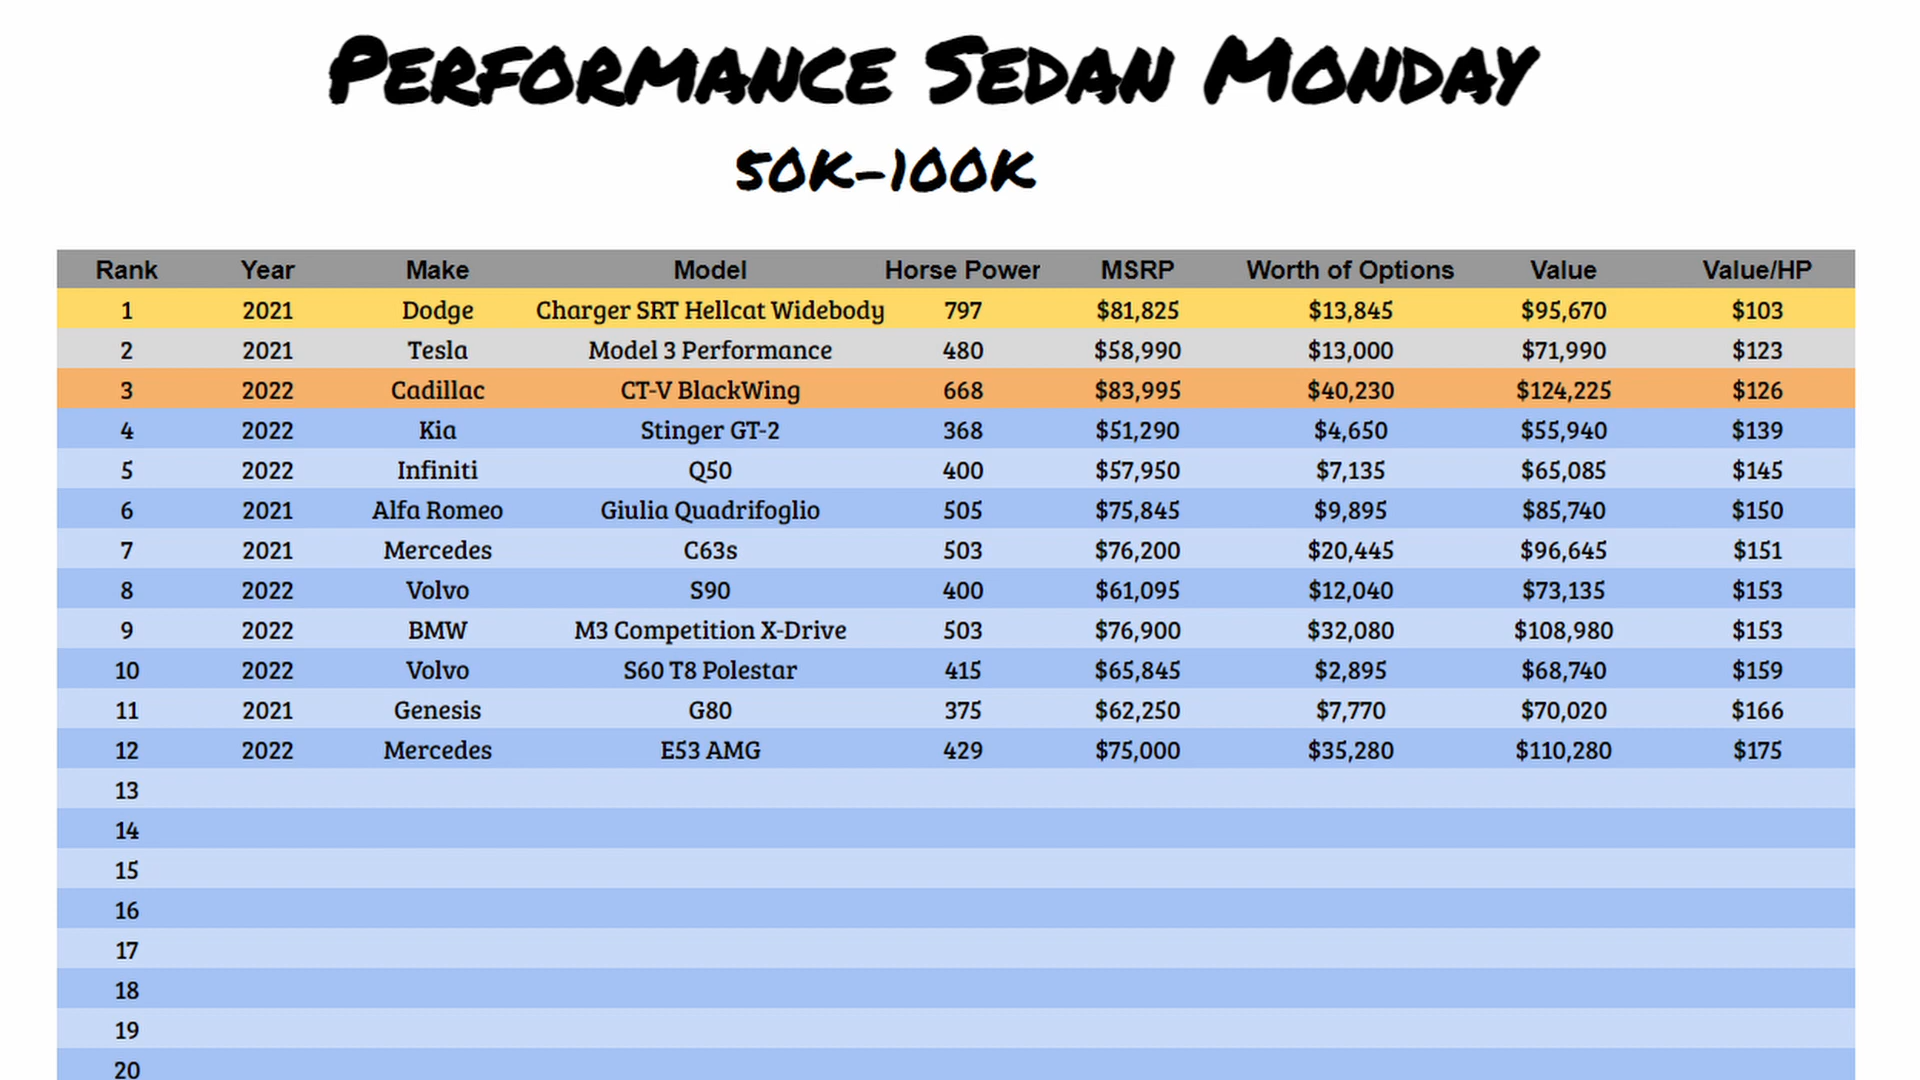 Performance Sedan Monday
50K-100K
Rank Year Make Model Horse Power MSRP Worth of Options Value Value/HP
1 2021 Dodge Charger SRT Hellcat Widebody 797 $81,825 $13,845 $95,670 $103
2 2021 Tesla Model 3 Performance 480 $58,990 $13,000 $71,990 $123
3 2022 Cadillac CT-V BlackWing 668 $83,995 $40,230 $124,225 $126
4 2022 Kia Stinger GT-2 368 $51,290 $4,650 $55,940 $139
5 2022 Infiniti Q50 400 $57,950 $7,135 $65,085 $145
6 2021 Alfa Romeo Giulia Quadrifoglio 505 $75,845 $9,895 $85,740 $150
7 2021 Mercedes C63s 503 $76,200 $20,445 $96,645 $151
8 2022 Volvo S90 400 $61,095 $12,040 $73,135 $153
9 2022 BMW M3 Competition X-Drive 503 $76,900 $32,080 $108,980 $153
10 2022 Volvo S60 T8 Polestar 415 $65,845 $2,895 $68,740 $159
11 2021 Genesis G80 375 $62,250 $7,770 $70,020 $166
12 2022 Mercedes E53 AMG 429 $75,000 $35,280 $110,280 $175
13
14
15
16
17
18
19
20